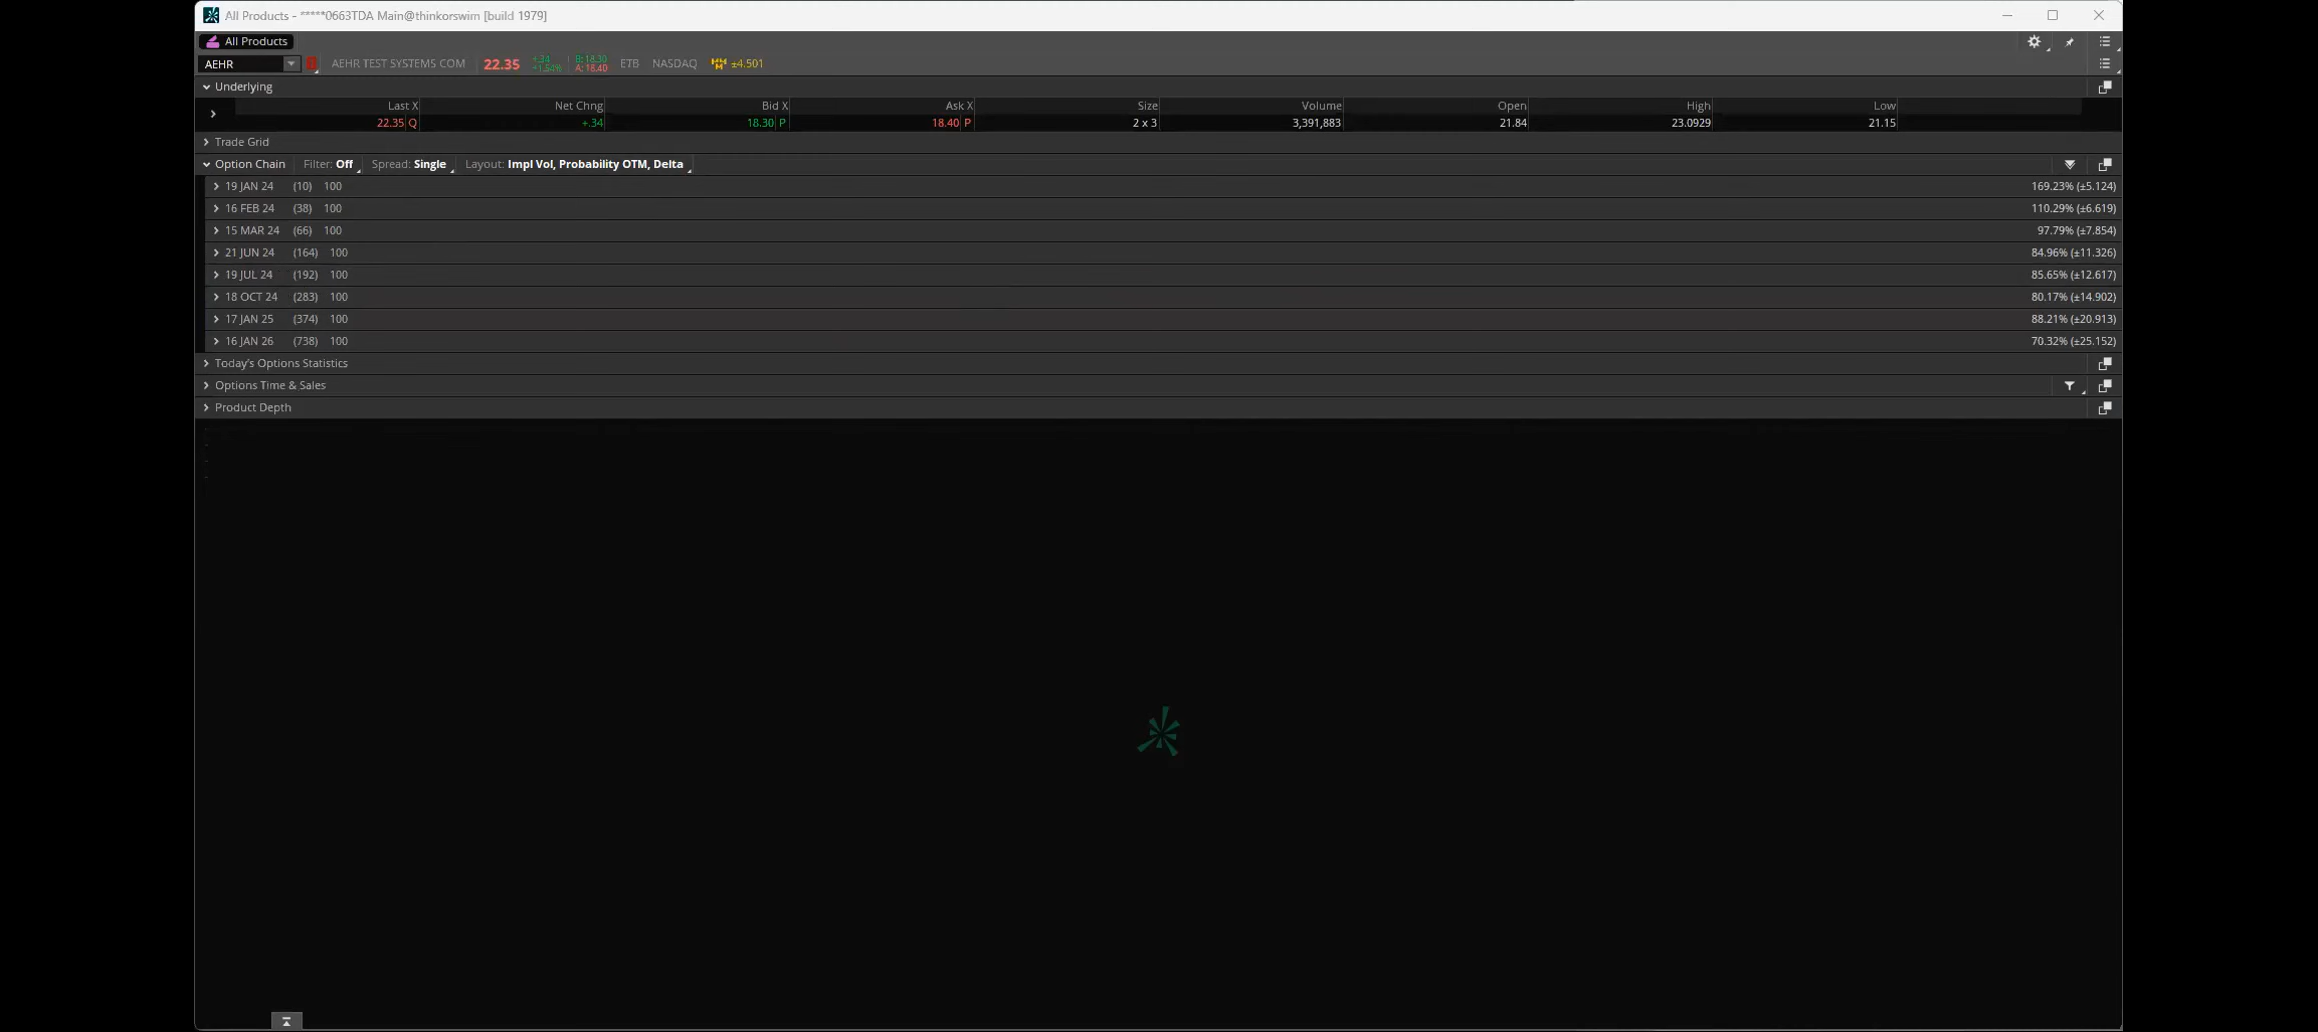 All Products - *****0663TDA Main@thinkorswim [build 1979]
All Products
AEHR AEHR TEST SYSTEMS COM 22.35 +.34 +1.54% B: 18.30 A: 18.40 ETB NASDAQ ±4.501
Underlying
Last X Net Chng Bid X Ask X Size Volume Open High Low
22.35 Q +.34 18.30 P 18.40 P 2 x 3 3,391,883 21.84 23.0929 21.15
Trade Grid
Option Chain Filter: Off Spread: Single Layout: Impl Vol, Probability OTM, Delta
19 JAN 24 (10) 100 169.23% (±5.124)
16 FEB 24 (38) 100 110.29% (±6.619)
15 MAR 24 (66) 100 97.79% (±7.854)
21 JUN 24 (164) 100 84.96% (±11.326)
19 JUL 24 (192) 100 85.65% (±12.617)
18 OCT 24 (283) 100 80.17% (±14.902)
17 JAN 25 (374) 100 88.21% (±20.913)
16 JAN 26 (738) 100 70.32% (±25.152)
Today's Options Statistics
Options Time & Sales
Product Depth